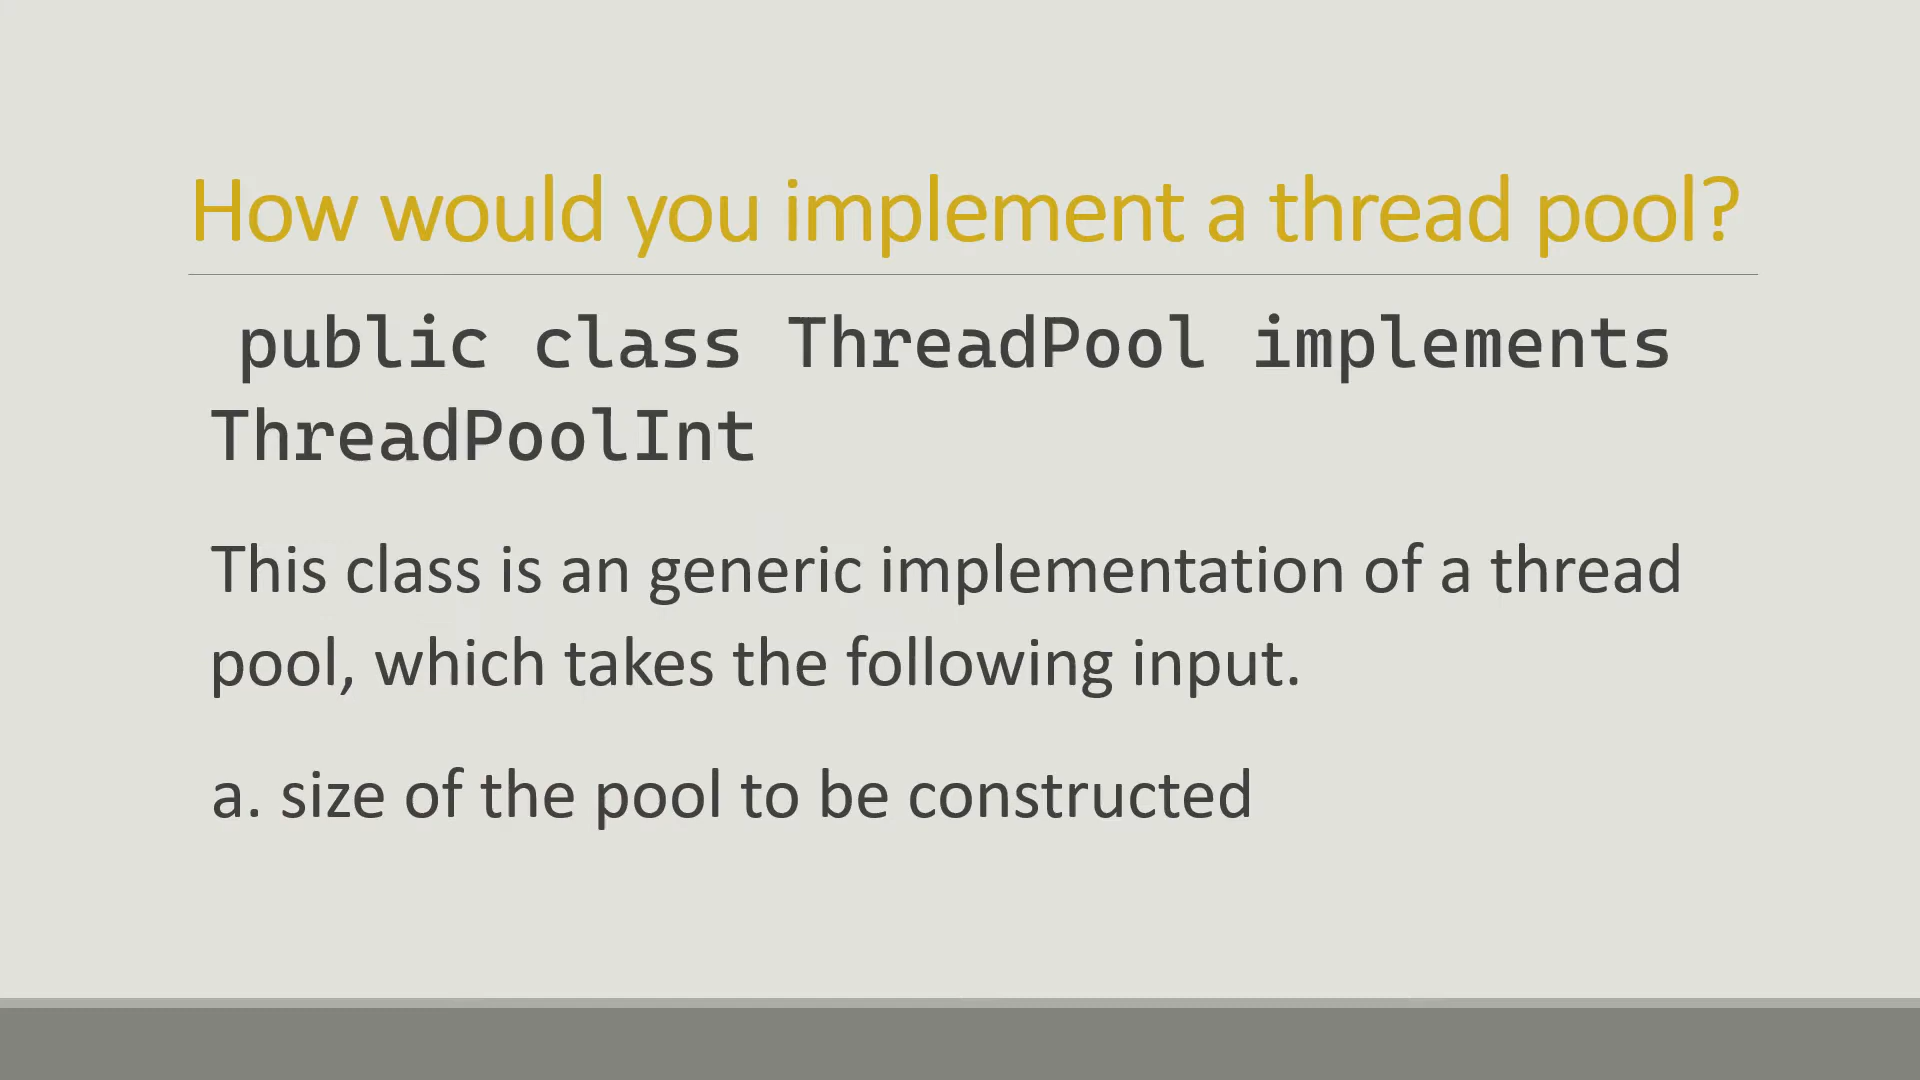 How would you implement a thread pool?
public class ThreadPool implements
ThreadPoolInt
This class is an generic implementation of a thread
pool, which takes the following input.
a. size of the pool to be constructed